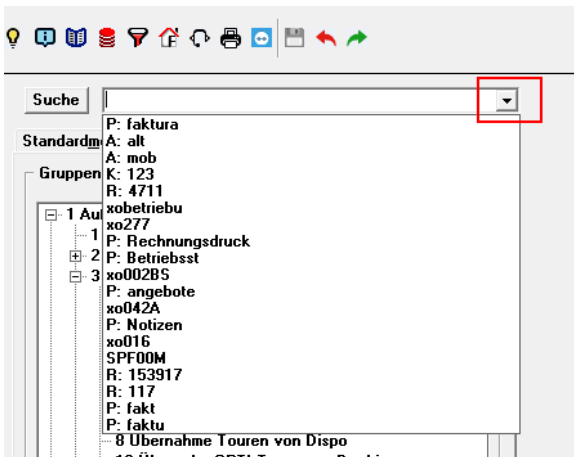 Suche
P: faktura
Standardm
A: alt
A: mob
Gruppen
K: 123
R: 4711
xobetriebu
1 Au
xo277
1
P: Rechnungsdruck
2
P: Betriebsst
3
xo002BS
P: angebote
xo042A
P: Notizen
xo016
SPF00M
R: 153917
R: 117
P: fakt
P: faktu
8 Übernahme Touren von Dispo